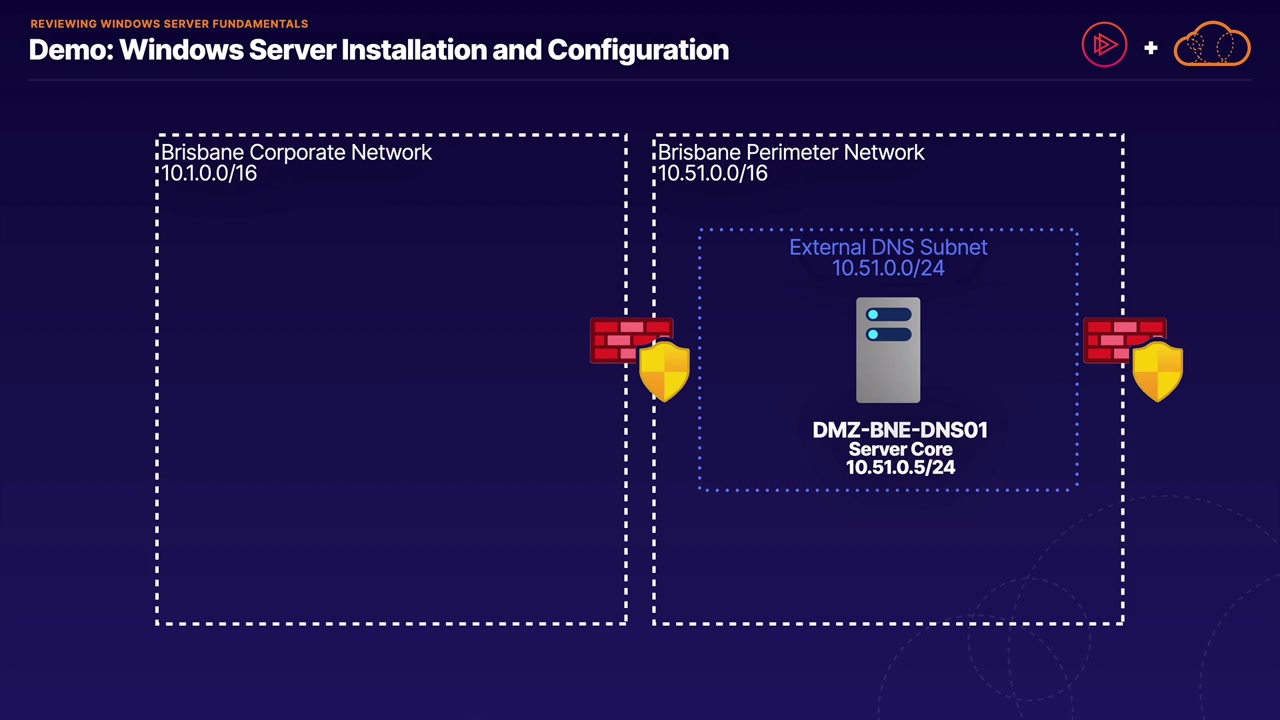 REVIEWING WINDOWS SERVER FUNDAMENTALS
Demo: Windows Server Installation and Configuration
Brisbane Corporate Network
10.1.0.0/16
Brisbane Perimeter Network
10.51.0.0/16
External DNS Subnet
10.51.0.0/24
DMZ-BNE-DNS01
Server Core
10.51.0.5/24